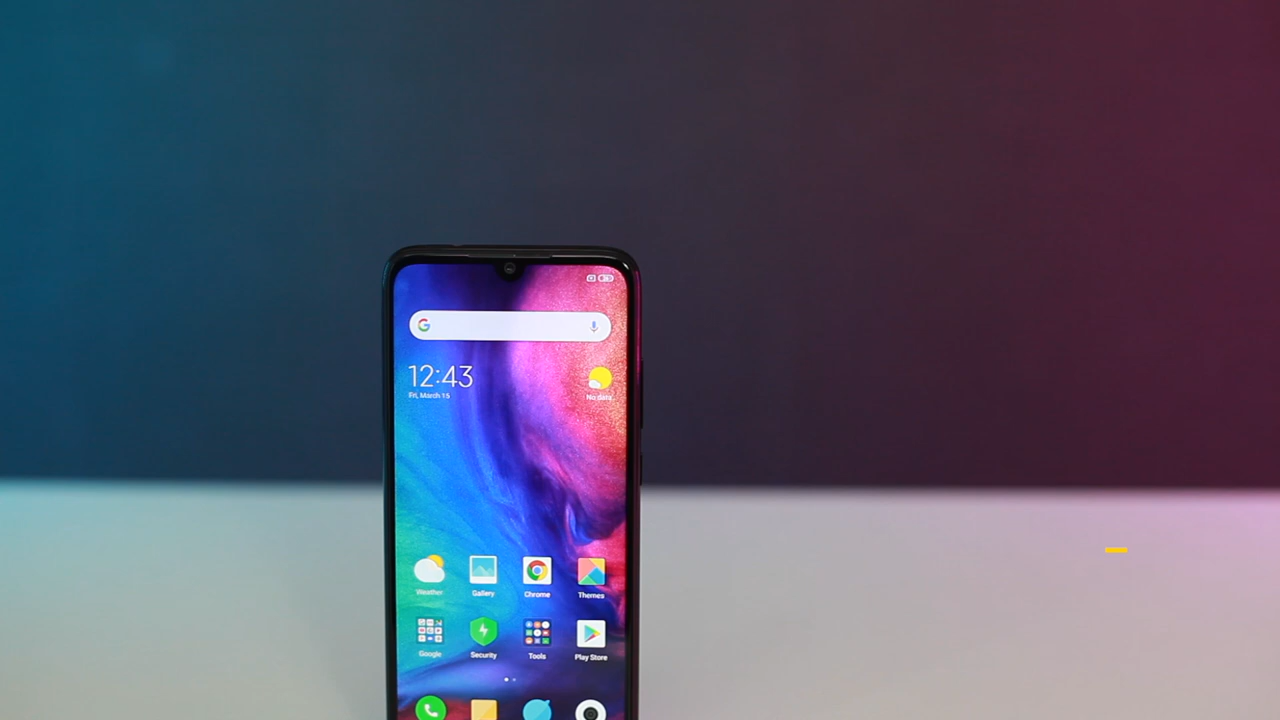 12:43
Fri, March 15
No data
Weather
Gallery
Chrome
Themes
Google
Security
Tools
Play Store